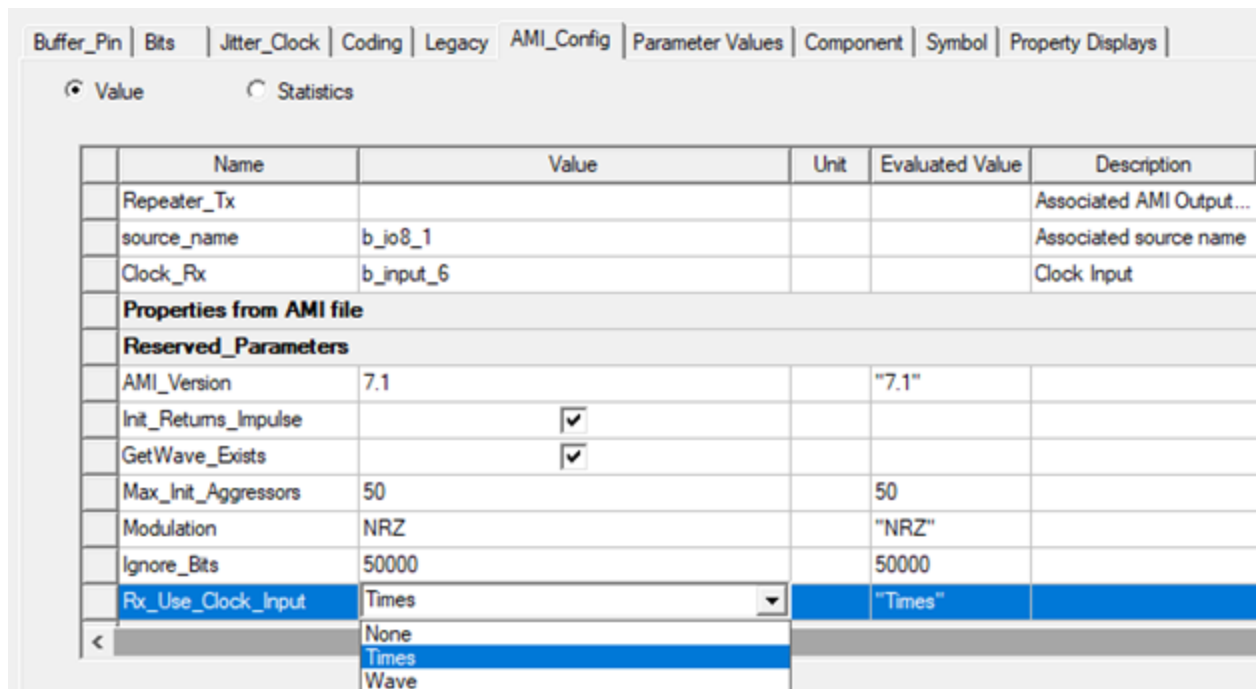 Buffer_Pin Bits Jitter_Clock Coding Legacy AMI_Config Parameter Values Component Symbol Property Displays
Value Statistics
Name Value Unit Evaluated Value Description
Repeater_Tx Associated AMI Output...
source_name b_io8_1 Associated source name
Clock_Rx b_input_6 Clock Input
Properties from AMI file
Reserved_Parameters
AMI_Version 7.1 "7.1"
Init_Returns_Impulse
GetWave_Exists
Max_Init_Aggressors 50 50
Modulation NRZ "NRZ"
Ignore_Bits 50000 50000
Rx_Use_Clock_Input Times "Times"
None
Times
Wave